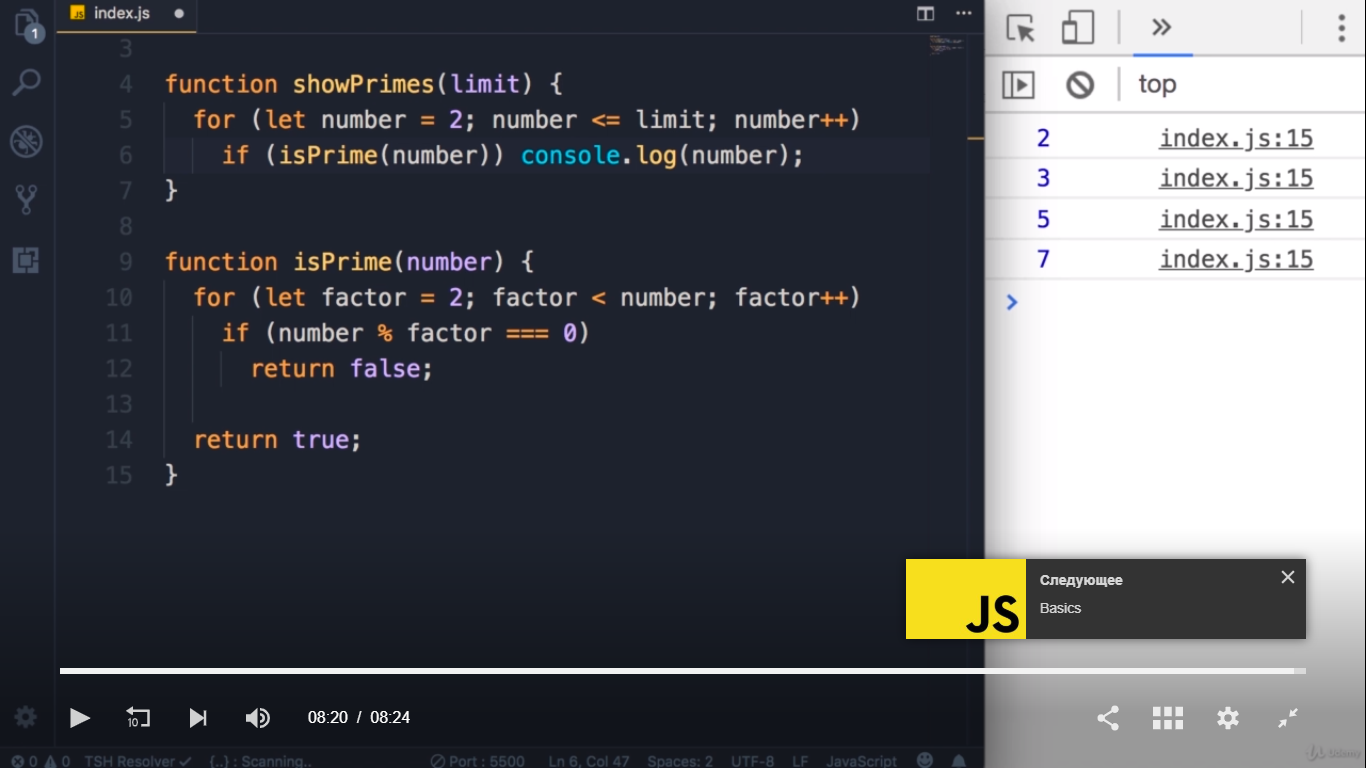 1
JS index.js
3
4 function showPrimes(limit) {
5 for (let number = 2; number <= limit; number++)
6 if (isPrime(number)) console.log(number);
7 }
8
9 function isPrime(number) {
10 for (let factor = 2; factor < number; factor++)
11 if (number % factor === 0)
12 return false;
13
14 return true;
15 }
top
2 index.js:15
3 index.js:15
5 index.js:15
7 index.js:15
JS
Следующее
Basics
10
08:20 / 08:24
0 0 TSH Resolver {..} : Scanning.. Port : 5500 Ln 6, Col 47 Spaces: 2 UTF-8 LF JavaScript
Udemy